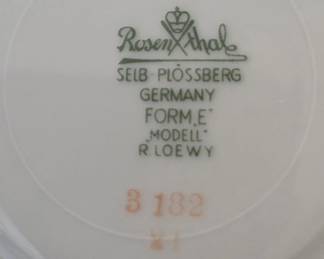 Rosenthal
SELB-PLÖSSBERG
GERMANY
FORM „E"
„MODELL"
R. LOEWY
3 132